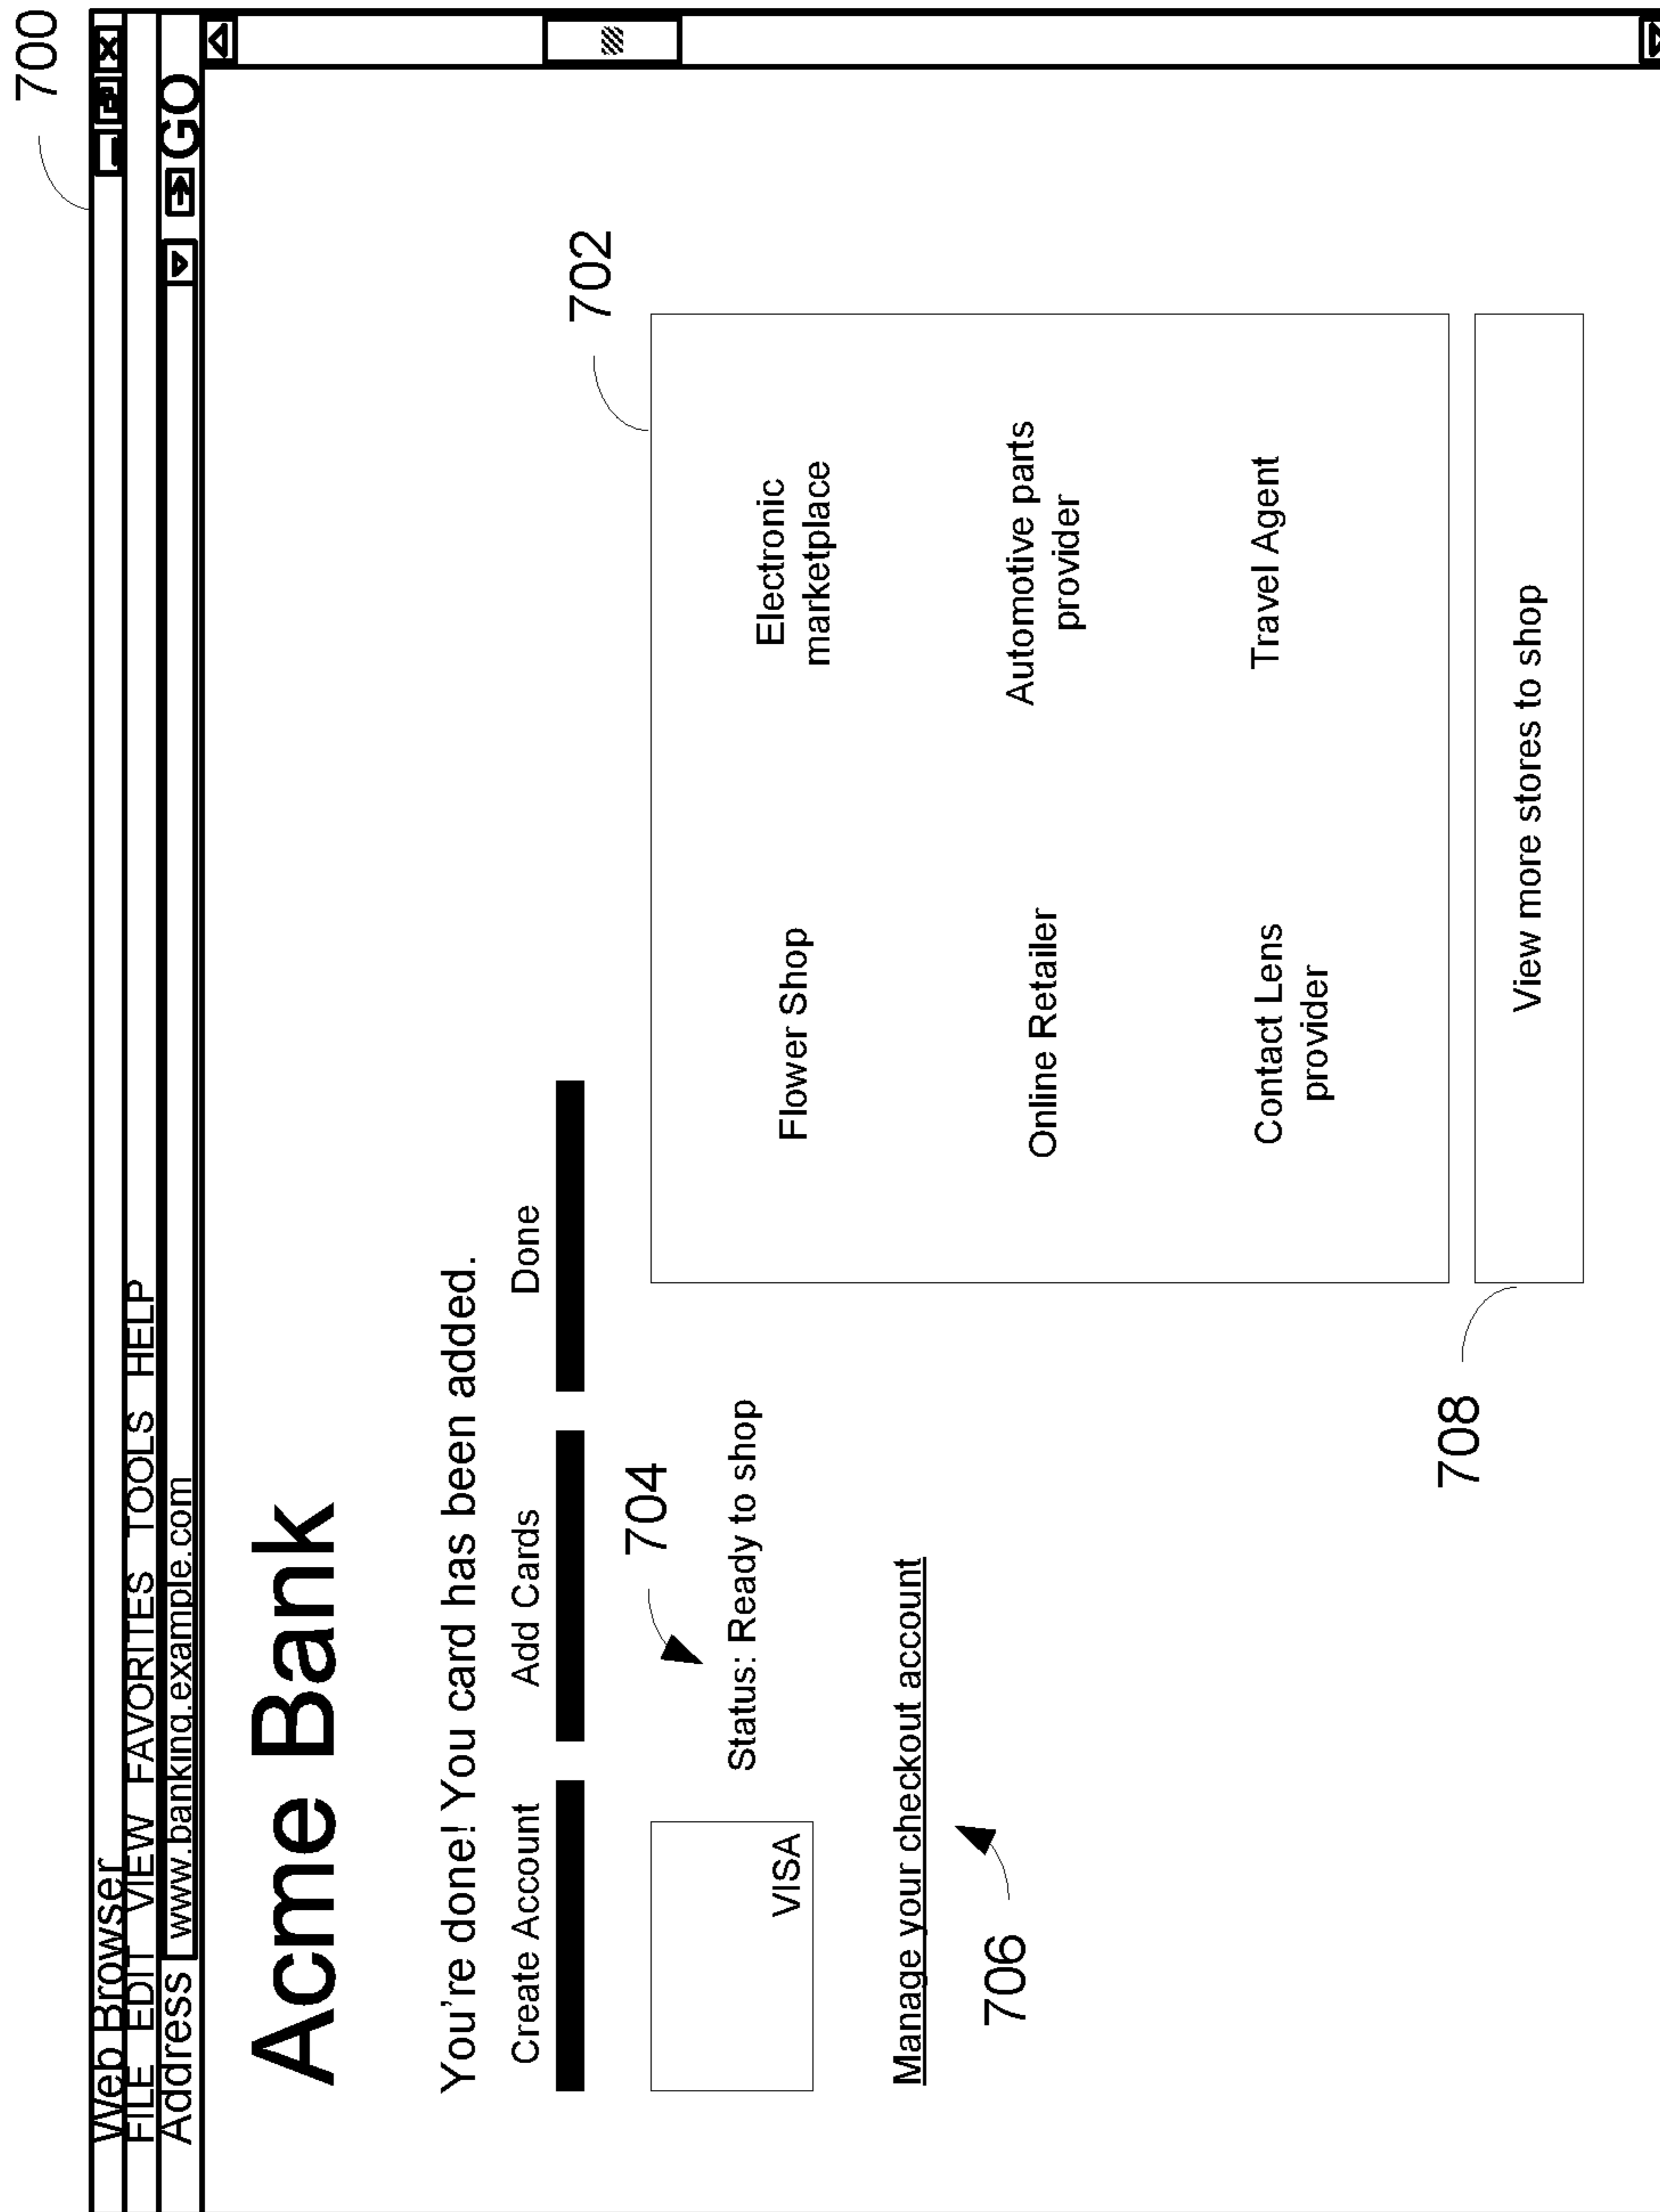 700
Web Browser
FILE EDIT VIEW FAVORITES TOOLS HELP
Address www.banking.example.com GO
Acme Bank
You're done! You card has been added.
Create Account Add Cards Done
702
704
VISA
Status: Ready to shop
Manage your checkout account
706
Flower Shop
Electronic
marketplace
Online Retailer
Automotive parts
provider
Contact Lens
provider
Travel Agent
View more stores to shop
708